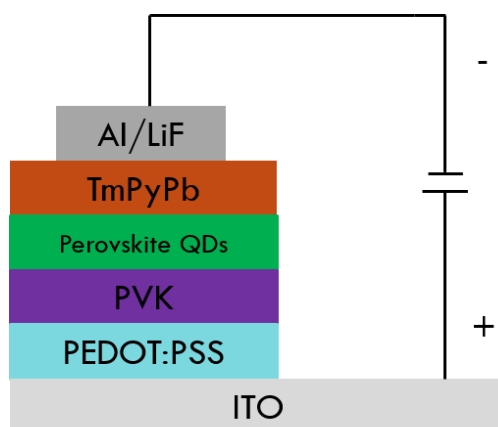 -
Al/LiF
TmPyPb
Perovskite QDs
PVK
+
PEDOT:PSS
ITO